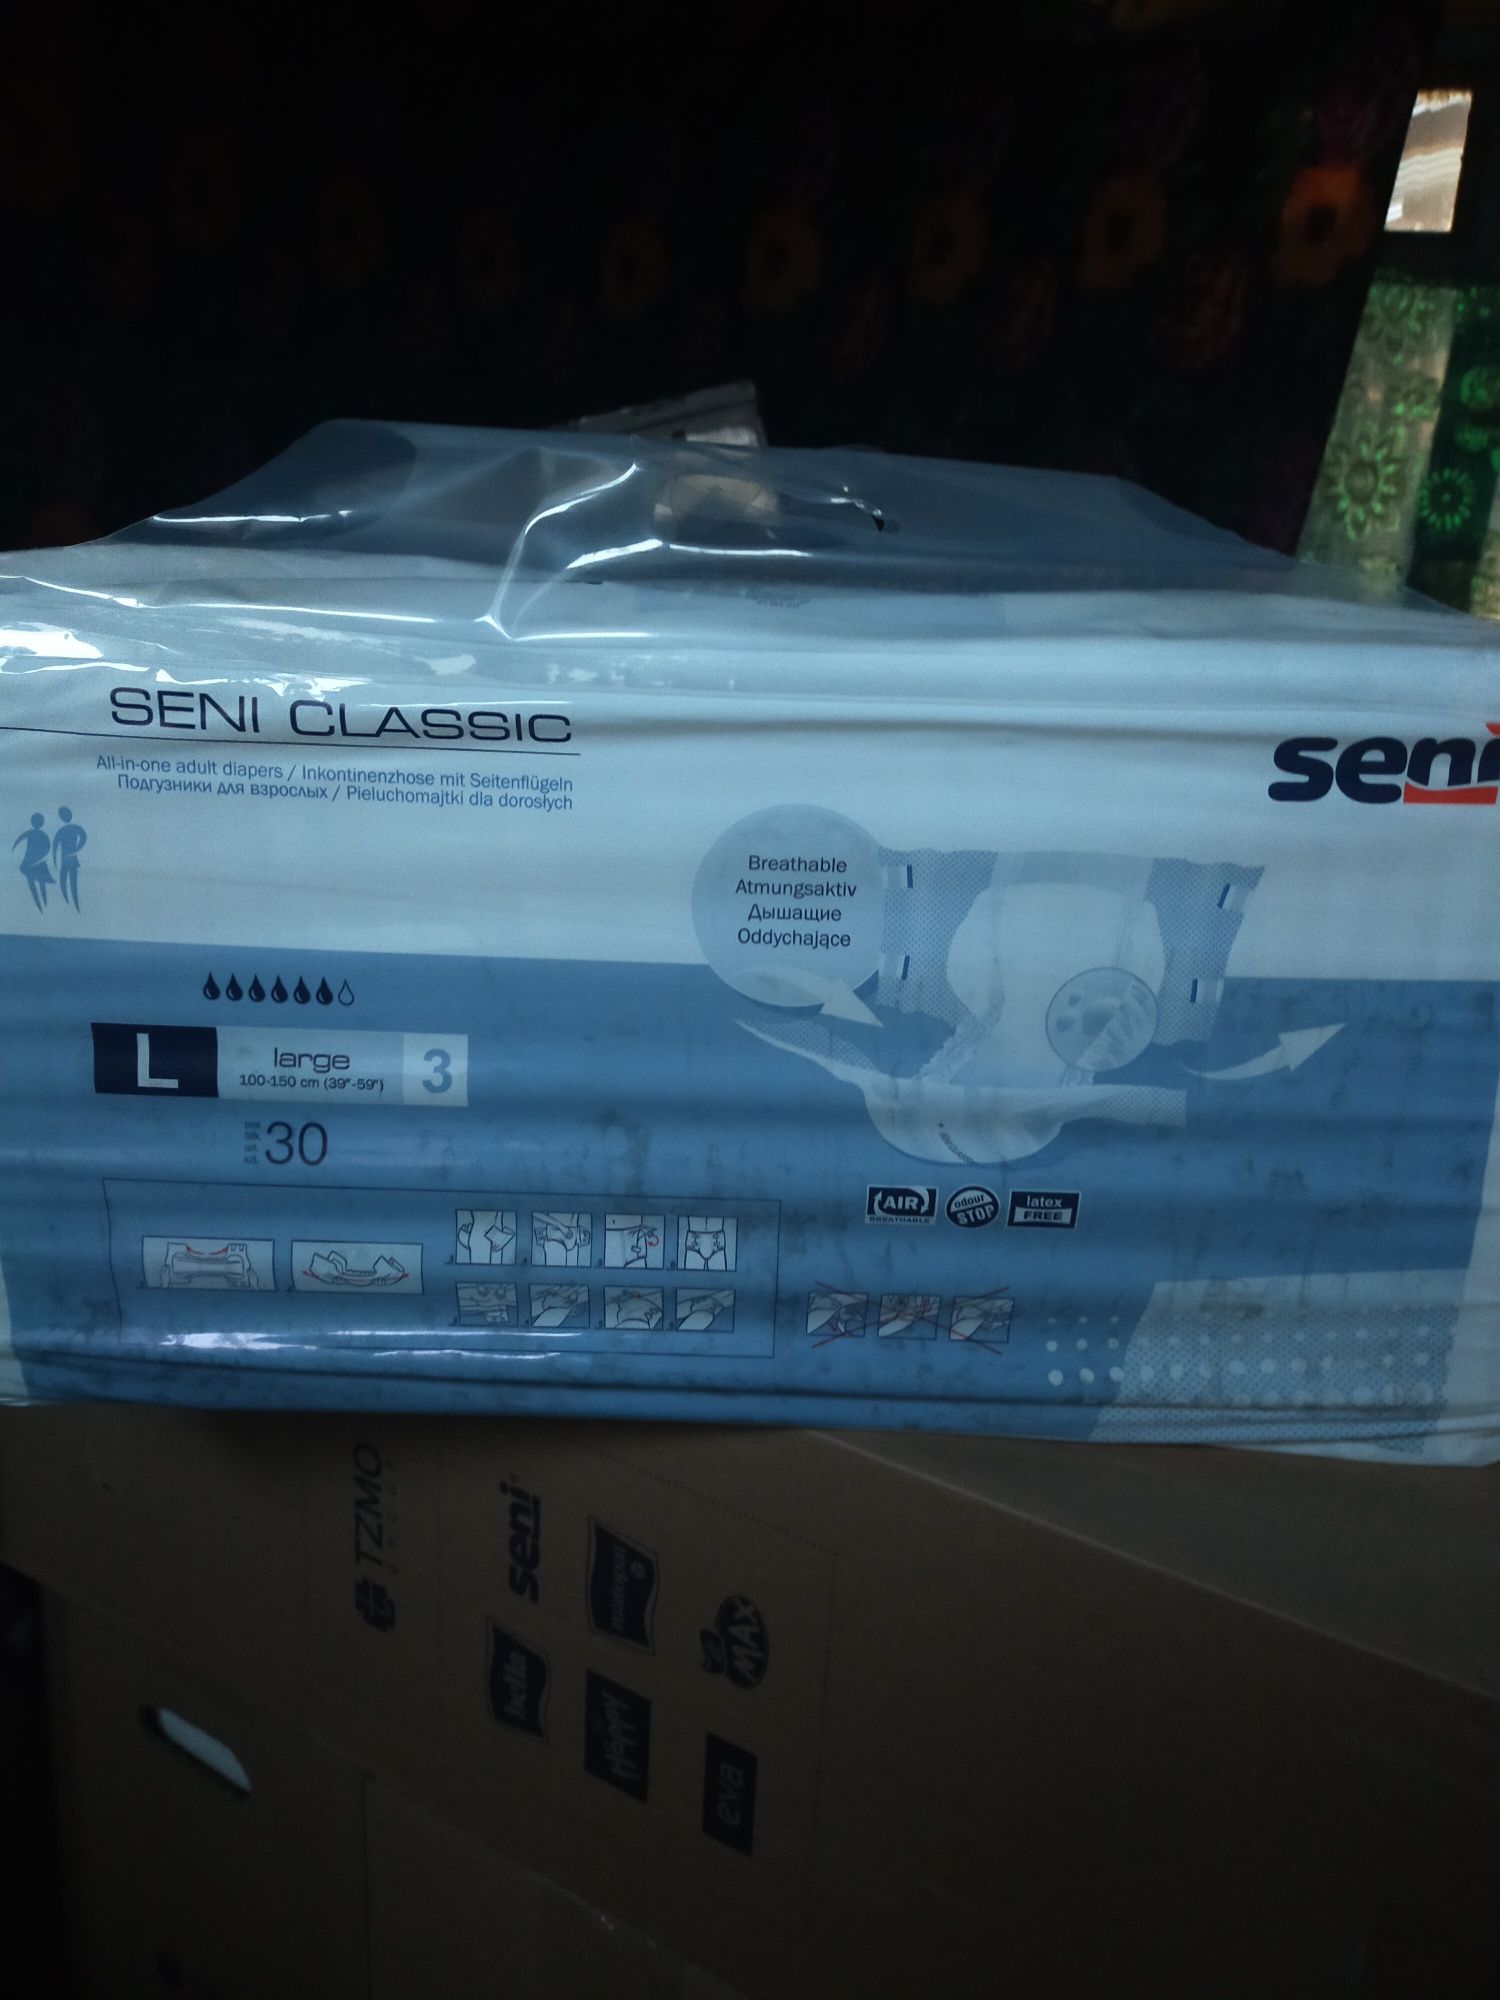 SENI CLASSIC
All-in-one adult diapers / Inkontinenzhose mit Seitenflügeln
Подгузники для взрослых / Pieluchomajtki dla dorosłych
seni
Breathable
Atmungsaktiv
Дышащие
Oddychające
L
large
100-150 cm (39"-59")
3
30
AIR
BREATHABLE
odour
STOP
latex
FREE
TZMO
GROUP
seni
bella
matopat
Happy
MAX
eva